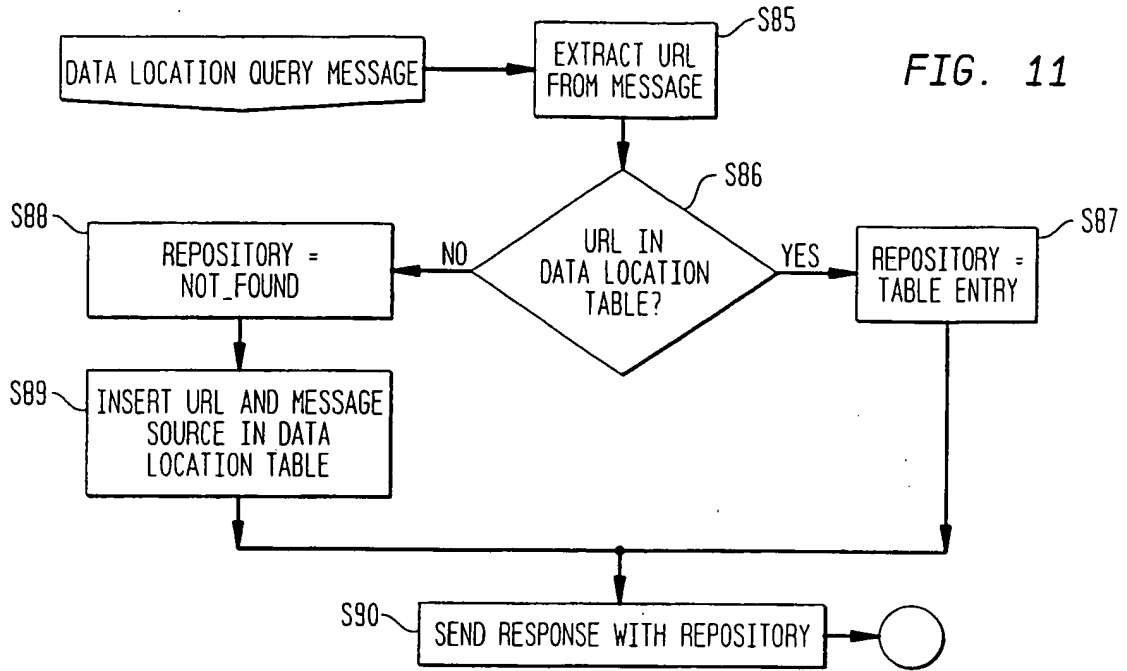 S85
DATA LOCATION QUERY MESSAGE
EXTRACT URL
FROM MESSAGE
FIG. 11
S86
URL IN
DATA LOCATION
TABLE?
NO
YES
S88
REPOSITORY =
NOT_FOUND
S87
REPOSITORY =
TABLE ENTRY
S89
INSERT URL AND MESSAGE
SOURCE IN DATA
LOCATION TABLE
S90
SEND RESPONSE WITH REPOSITORY